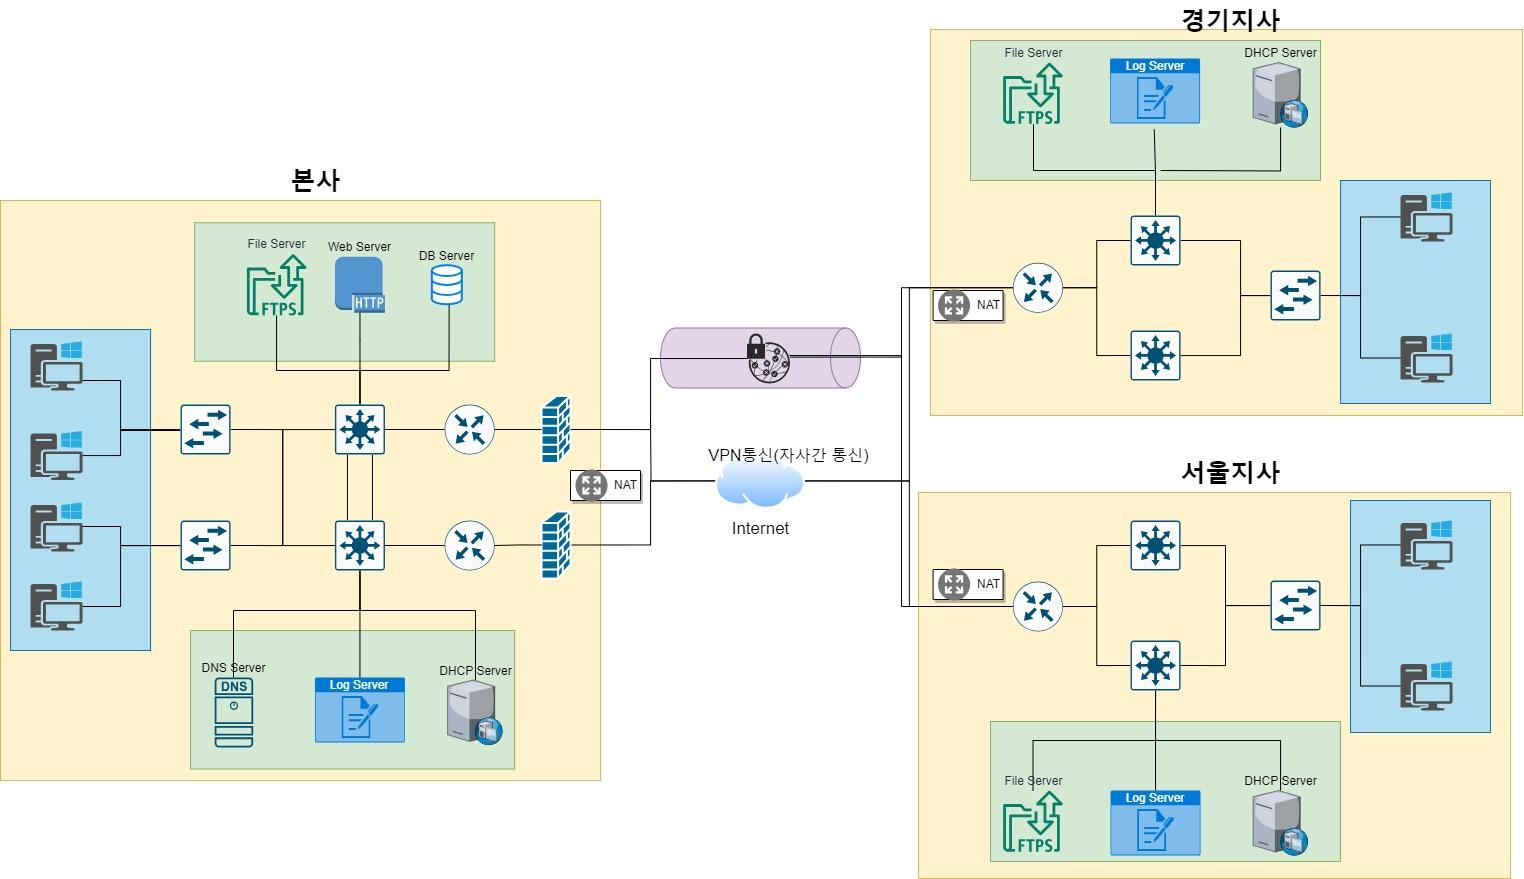 경기지사
File Server
Log Server
DHCP Server
FTPS
본사
File Server
Web Server
DB Server
FTPS
HTTP
NAT
VPN통신(자사간 통신)
NAT
Internet
서울지사
NAT
DNS Server
Log Server
DHCP Server
DNS
File Server
Log Server
DHCP Server
FTPS